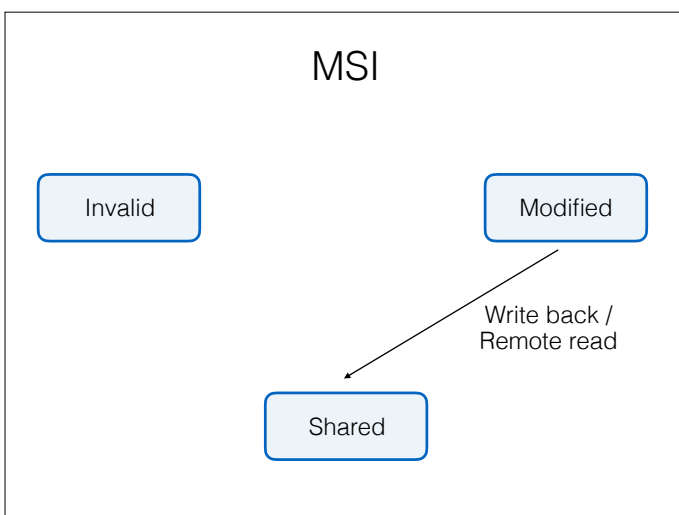 MSI
Invalid
Modified
Write back /
Remote read
Shared